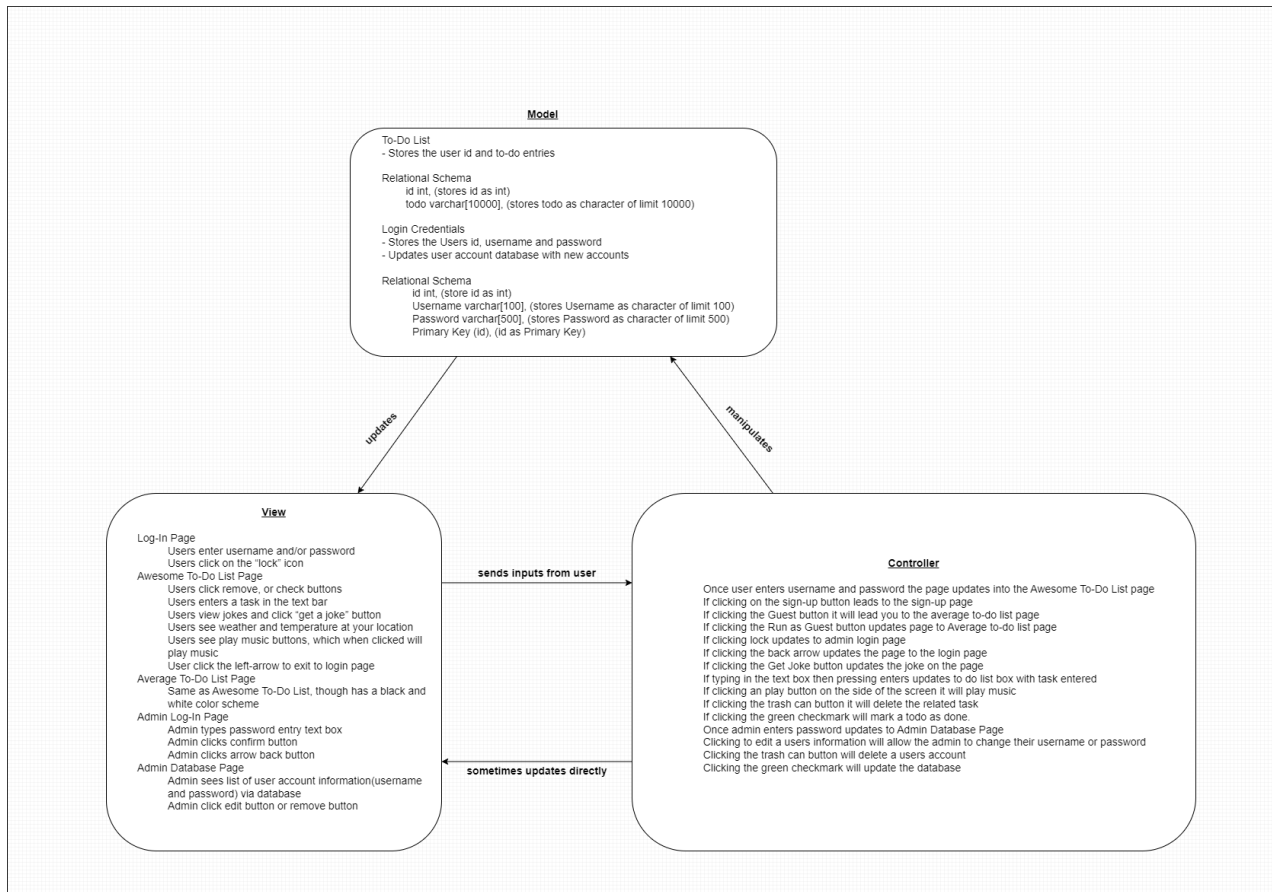 Model
To-Do List
- Stores the user id and to-do entries
Relational Schema
id int, (stores id as int)
todo varchar[10000], (stores todo as character of limit 10000)
Login Credentials
- Stores the Users id, username and password
- Updates user account database with new accounts
Relational Schema
id int, (store id as int)
Username varchar[100], (stores Username as character of limit 100)
Password varchar[500], (stores Password as character of limit 500)
Primary Key (id), (id as Primary Key)
updates
manipulates
View
Log-In Page
Users enter username and/or password
Users click on the “lock” icon
Awesome To-Do List Page
Users click remove, or check buttons
Users enters a task in the text bar
Users view jokes and click “get a joke” button
Users see weather and temperature at your location
Users see play music buttons, which when clicked will
play music
User click the left-arrow to exit to login page
Average To-Do List Page
Same as Awesome To-Do List, though has a black and
white color scheme
Admin Log-In Page
Admin types password entry text box
Admin clicks confirm button
Admin clicks arrow back button
Admin Database Page
Admin sees list of user account information(username
and password) via database
Admin click edit button or remove button
sends inputs from user
sometimes updates directly
Controller
Once user enters username and password the page updates into the Awesome To-Do List page
If clicking on the sign-up button leads to the sign-up page
If clicking the Guest button it will lead you to the average to-do list page
If clicking the Run as Guest button updates page to Average to-do list page
If clicking lock updates to admin login page
If clicking the back arrow updates the page to the login page
If clicking the Get Joke button updates the joke on the page
If typing in the text box then pressing enters updates to do list box with task entered
If clicking an play button on the side of the screen it will play music
If clicking the trash can button it will delete the related task
If clicking the green checkmark will mark a todo as done.
Once admin enters password updates to Admin Database Page
Clicking to edit a users information will allow the admin to change their username or password
Clicking the trash can button will delete a users account
Clicking the green checkmark will update the database